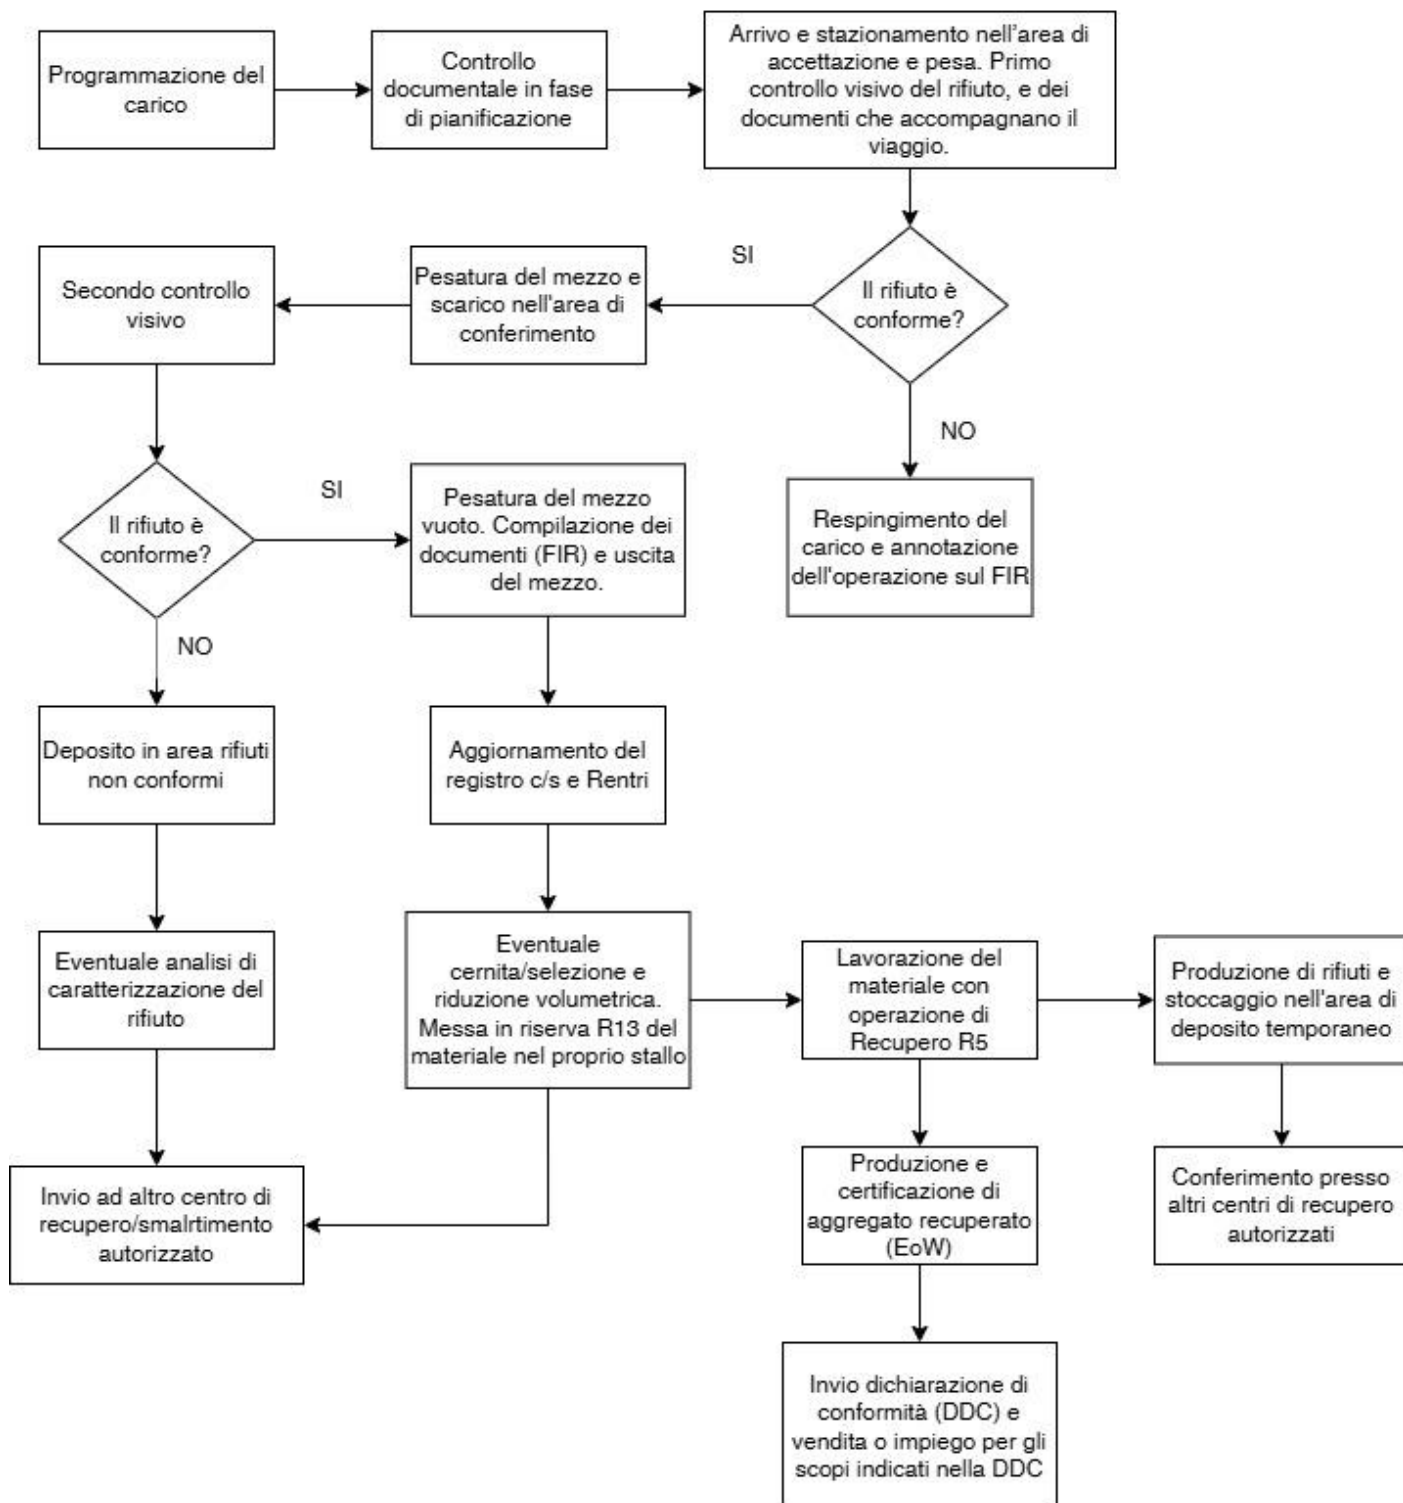 Programmazione del
carico
Controllo
documentale in fase
di pianificazione
Arrivo e stazionamento nell'area di
accettazione e pesa. Primo
controllo visivo del rifiuto, e dei
documenti che accompagnano il
viaggio.
Il rifiuto è
conforme?
SI
NO
Pesatura del mezzo e
scarico nell'area di
conferimento
Secondo controllo
visivo
Respingimento del
carico e annotazione
dell'operazione sul FIR
Il rifiuto è
conforme?
SI
NO
Pesatura del mezzo
vuoto. Compilazione dei
documenti (FIR) e uscita
del mezzo.
Deposito in area rifiuti
non conformi
Aggiornamento del
registro c/s e Rentri
Eventuale analisi di
caratterizzazione del
rifiuto
Eventuale
cernita/selezione e
riduzione volumetrica.
Messa in riserva R13 del
materiale nel proprio stallo
Lavorazione del
materiale con
operazione di
Recupero R5
Produzione di rifiuti e
stoccaggio nell'area di
deposito temporaneo
Invio ad altro centro di
recupero/smalrtimento
autorizzato
Produzione e
certificazione di
aggregato recuperato
(EoW)
Conferimento presso
altri centri di recupero
autorizzati
Invio dichiarazione di
conformità (DDC) e
vendita o impiego per gli
scopi indicati nella DDC